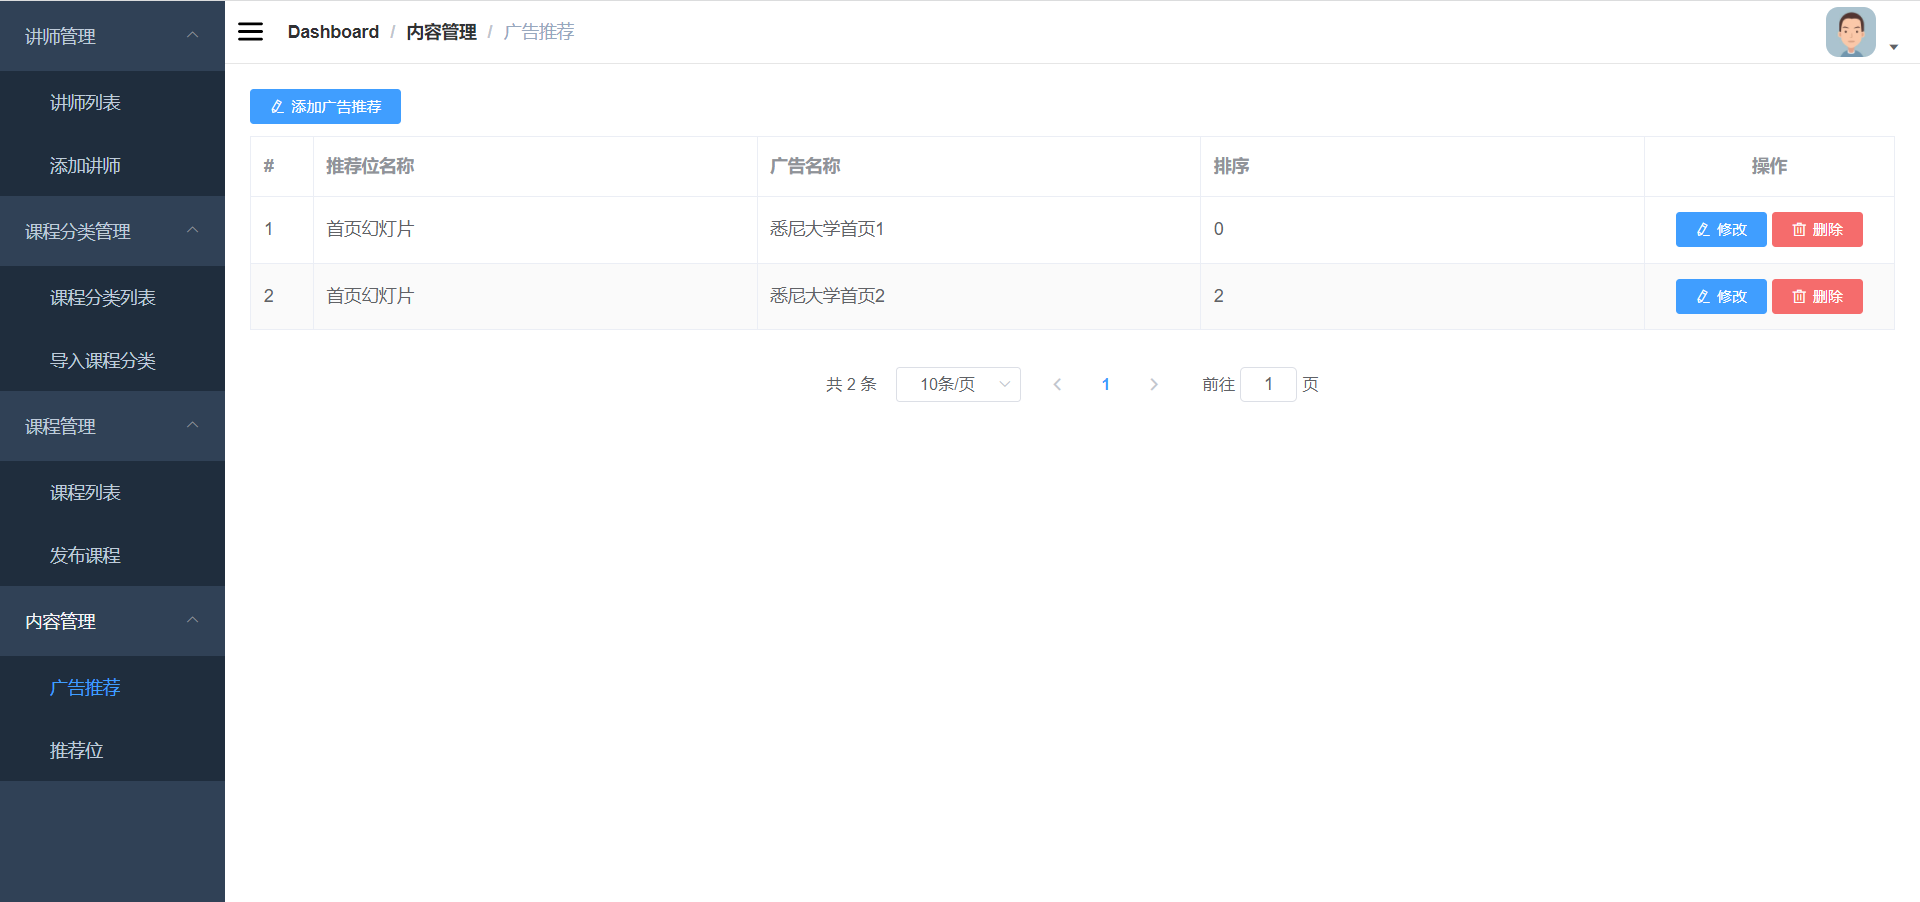 讲师管理
讲师列表
添加讲师
课程分类管理
课程分类列表
导入课程分类
课程管理
课程列表
发布课程
内容管理
广告推荐
推荐位
Dashboard / 内容管理 / 广告推荐
添加广告推荐
# 推荐位名称 广告名称 排序 操作
1 首页幻灯片 悉尼大学首页1 0 修改 删除
2 首页幻灯片 悉尼大学首页2 2 修改 删除
共 2 条 10条/页 1 前往 1 页